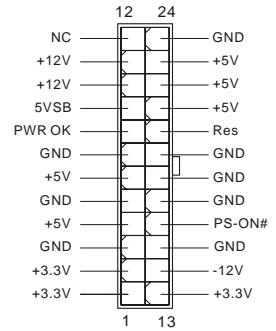 12 24
NC GND
+12V +5V
+12V +5V
5VSB +5V
PWR OK Res
GND GND
+5V GND
GND GND
+5V PS-ON#
GND GND
+3.3V -12V
+3.3V +3.3V
1 13